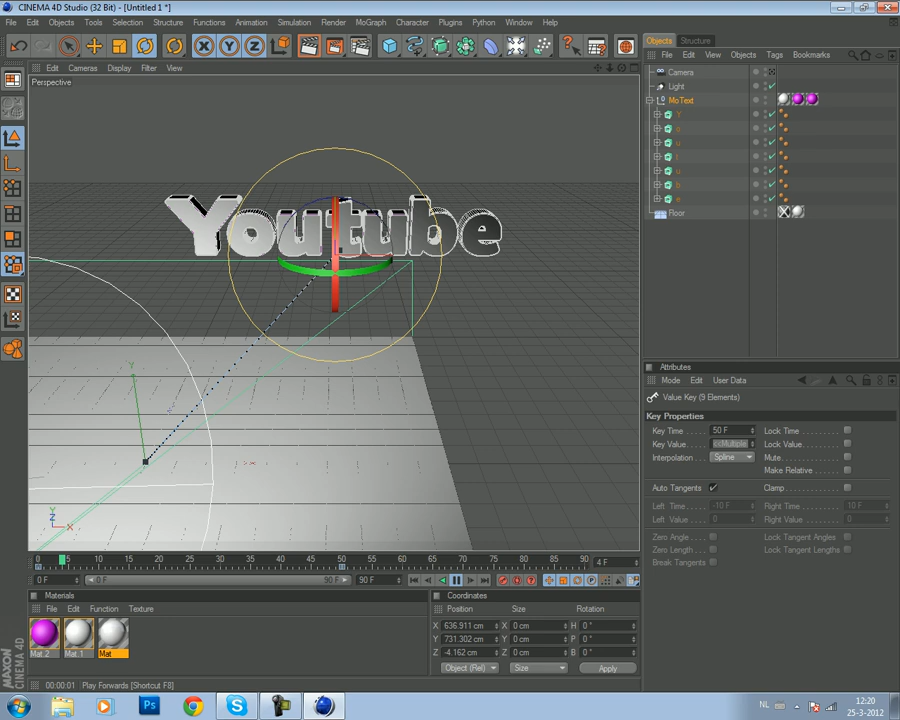 CINEMA 4D Studio (32 Bit) - [Untitled 1 *]
File Edit Objects Tools Selection Structure Functions Animation Simulation Render MoGraph Character Plugins Python Window Help
X Y Z
Edit Cameras Display Filter View
Perspective
Youtube
Y
Y
Z X
Objects Structure
File Edit View Objects Tags Bookmarks
Camera
Light
MoText
Y
o
u
t
u
b
e
Floor
Attributes
Mode Edit User Data
Value Key (9 Elements)
Key Properties
Key Time 50 F Lock Time
Key Value <<Multiple Lock Value
Interpolation Spline Mute
Make Relative
Auto Tangents Clamp
Left Time -10 F Right Time 10 F
Left Value 0 Right Value 0
Zero Angle Lock Tangent Angles
Zero Length Lock Tangent Lengths
Break Tangents
0 5 10 15 20 25 30 35 40 45 50 55 60 65 70 75 80 85 90 4 F
0 F 0 F 90 F 90 F
Materials
File Edit Function Texture
Mat 2 Mat 1 Mat
Coordinates
Position Size Rotation
X 636.911 cm X 0 cm H 0 °
Y 731.302 cm Y 0 cm P 0 °
Z -4.162 cm Z 0 cm B 0 °
Object (Rel) Size Apply
MAXON
CINEMA 4D
00:00:01 Play Forwards [Shortcut F8]
Ps
NL
12:20
25-3-2012